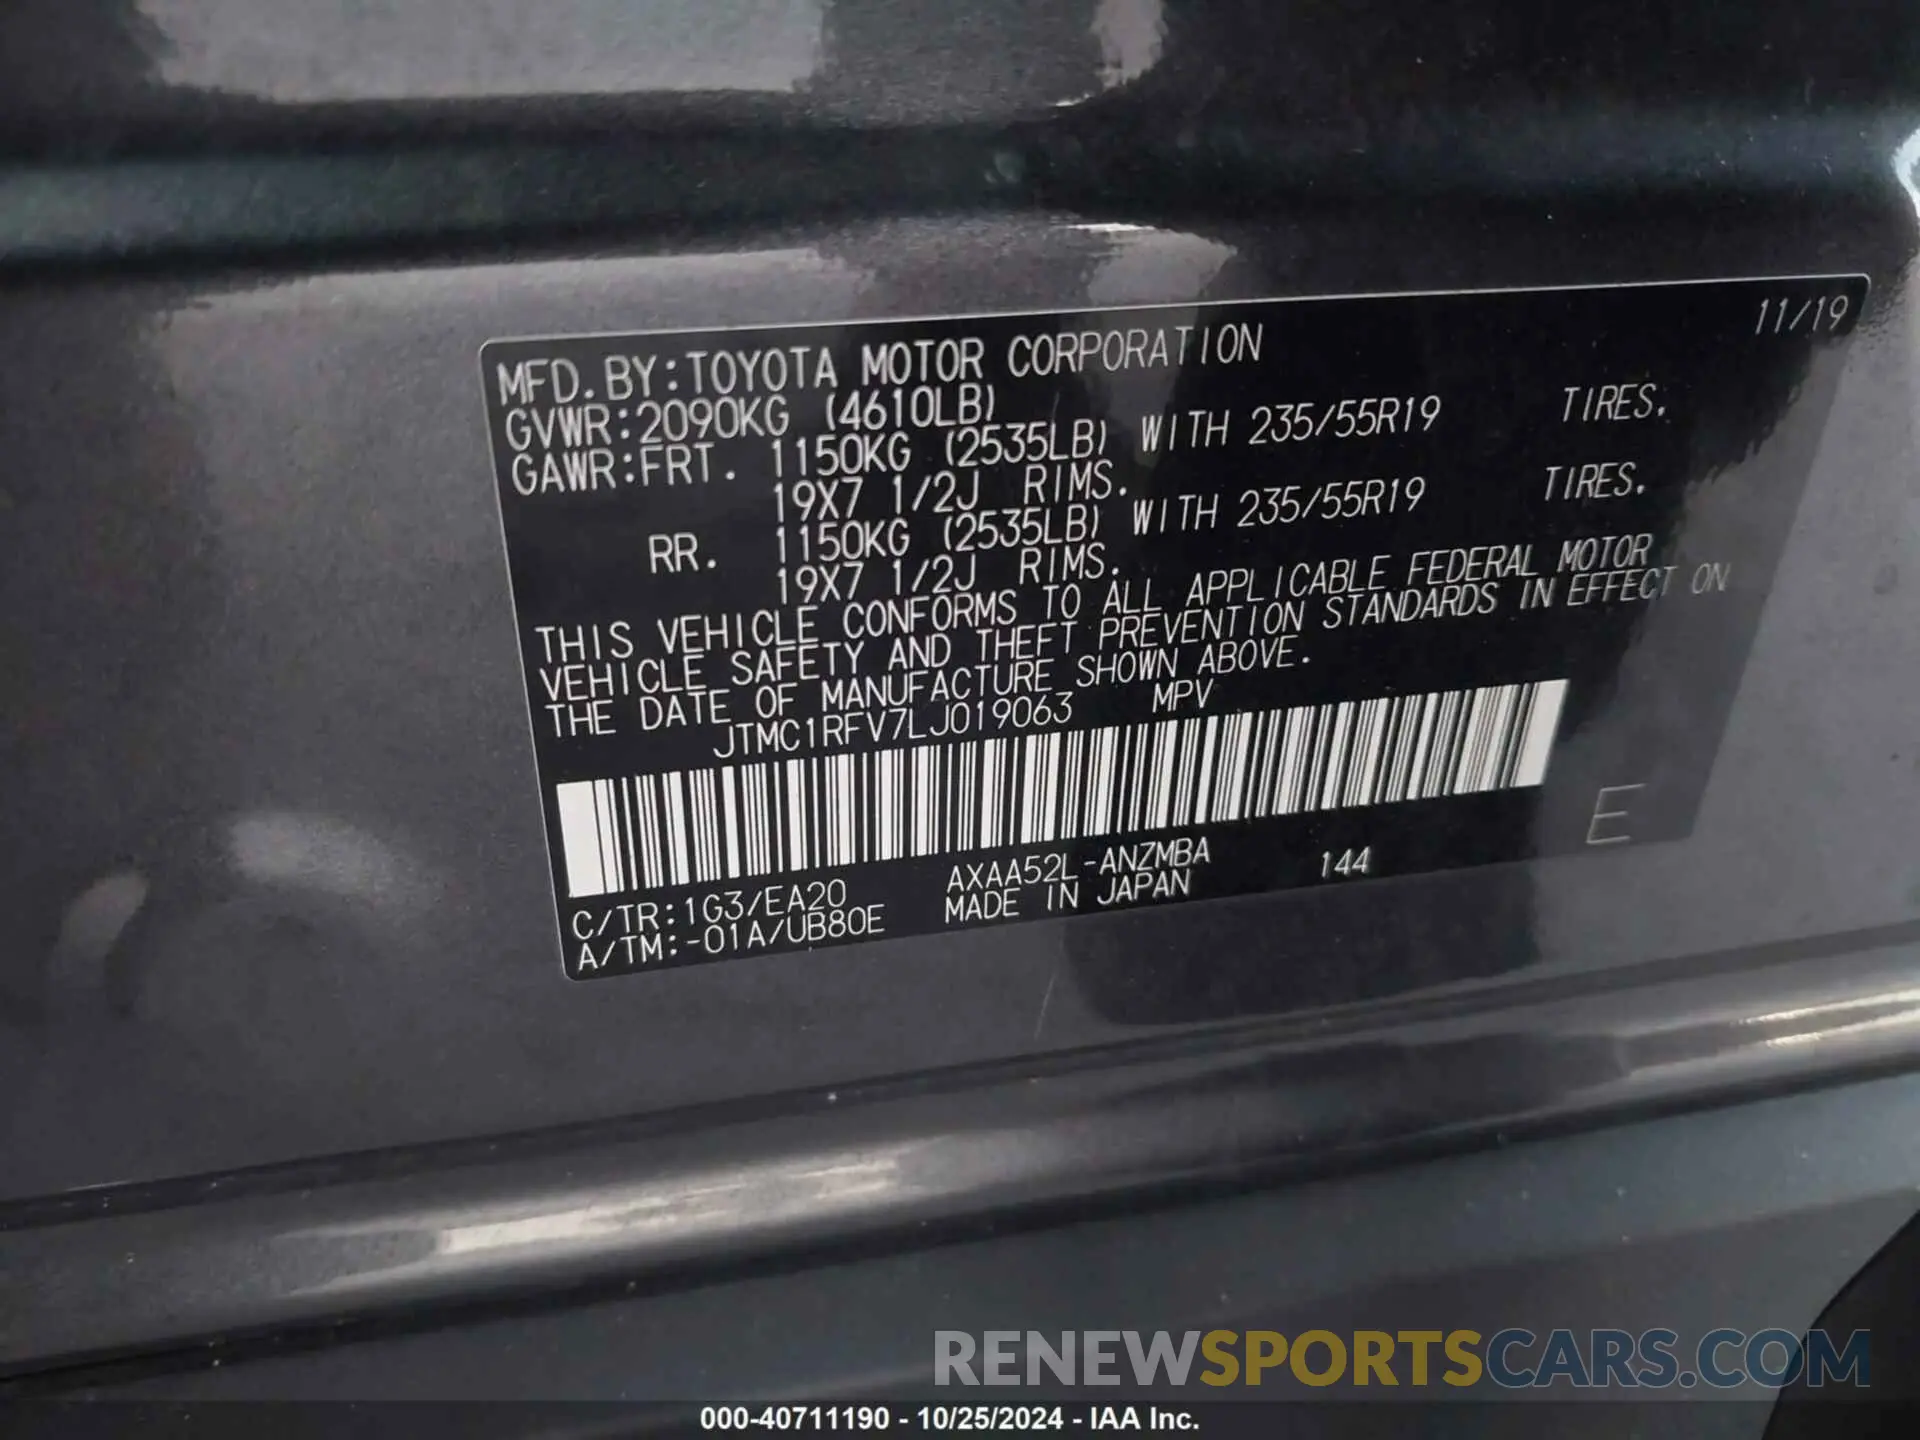 11/19
MFD.BY:TOYOTA MOTOR CORPORATION
GVWR:2090KG (4610LB)
GAWR:FRT. 1150KG (2535LB) WITH 235/55R19 TIRES.
19X7 1/2J RIMS.
RR. 1150KG (2535LB) WITH 235/55R19 TIRES.
19X7 1/2J RIMS.
THIS VEHICLE CONFORMS TO ALL APPLICABLE FEDERAL MOTOR
VEHICLE SAFETY AND THEFT PREVENTION STANDARDS IN EFFECT ON
THE DATE OF MANUFACTURE SHOWN ABOVE.
JTMC1RFV7LJ019063 MPV
E
C/TR:1G3/EA20 AXAA52L-ANZMBA 144
A/TM:-01A/UB80E MADE IN JAPAN
RENEWSPORTSCARS.COM
000-40711190 - 10/25/2024 - IAA Inc.